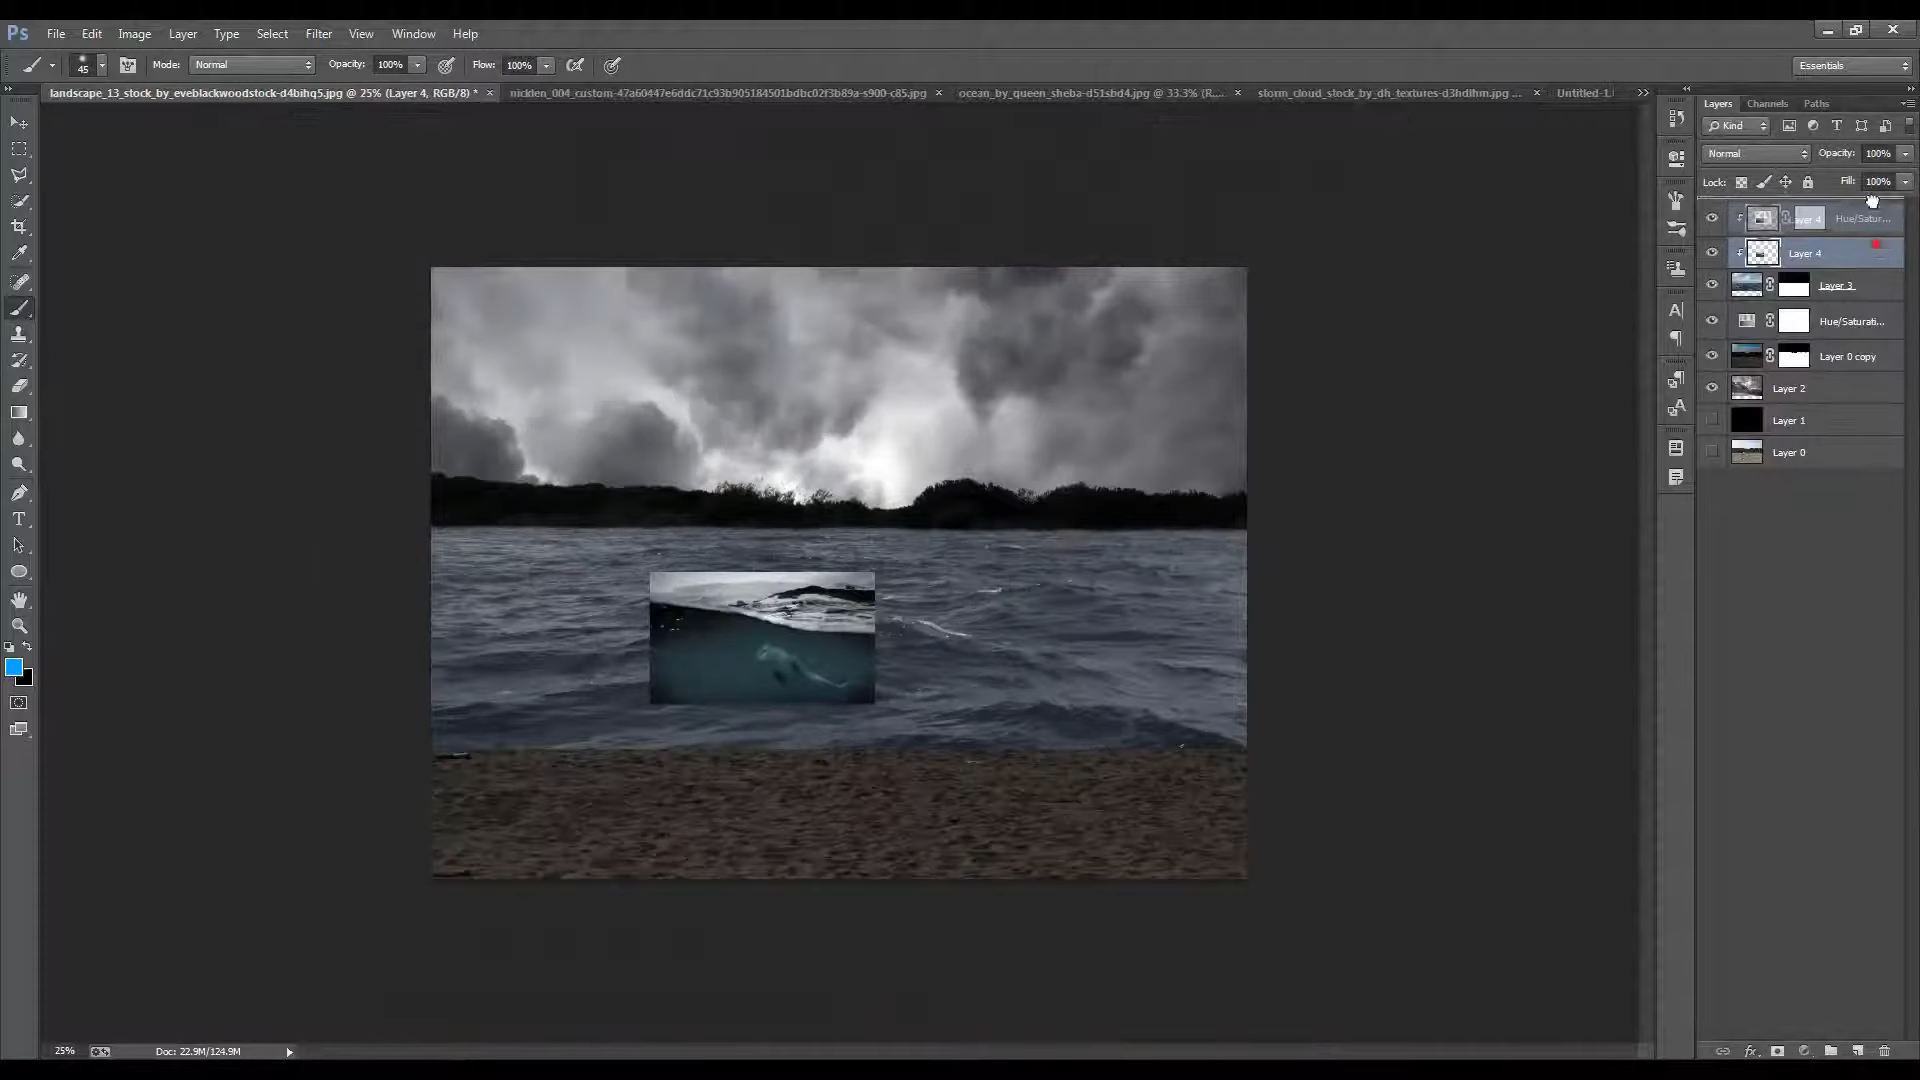 Ps File Edit Image Layer Type Select Filter View Window Help
45 Mode: Normal Opacity: 100% Flow: 100% Essentials
landscape_13_stock_by_eveblackwoodstock-d4bihq5.jpg @ 25% (Layer 4, RGB/8) * nicklen_004_custom-47a60447e6ddc71c93b905184501bdbc02f3b89a-s900-c85.jpg ocean_by_queen_sheba-d51sbd4.jpg @ 33.3% (R... storm_cloud_stock_by_dh_textures-d3hdlhm.jpg ... Untitled-1
Layers Channels Paths
Kind
Normal Opacity: 100%
Lock: Fill: 100%
Layer 4 Hue/Satur...
Layer 4
Layer 3
Hue/Saturati...
Layer 0 copy
Layer 2
Layer 1
Layer 0
25% Doc: 22.9M/124.9M